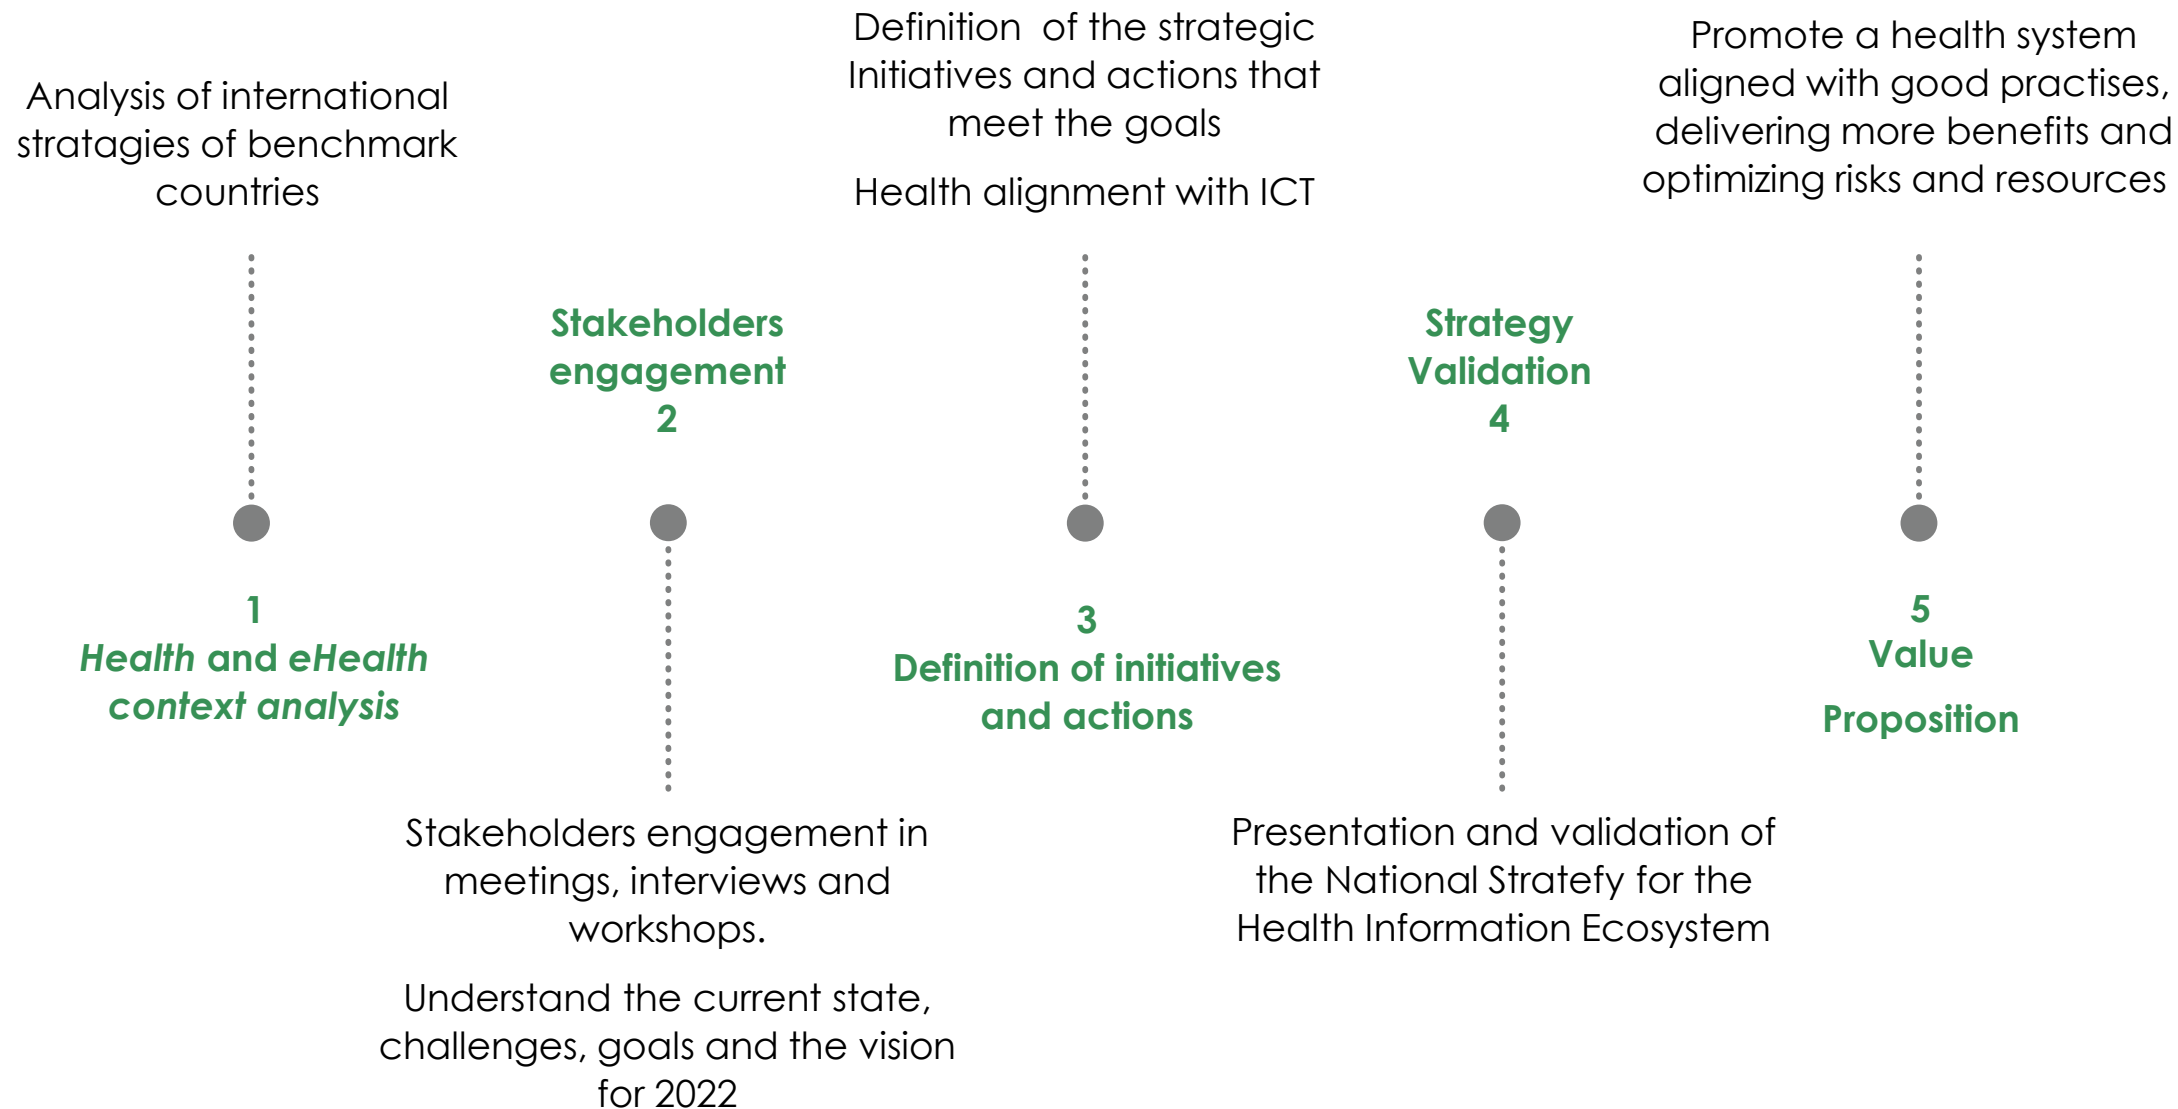 Analysis of international
stratagies of benchmark
countries
1
Health and eHealth
context analysis
Stakeholders
engagement
2
Stakeholders engagement in
meetings, interviews and
workshops.
Understand the current state,
challenges, goals and the vision
for 2022
Definition of the strategic
Initiatives and actions that
meet the goals
Health alignment with ICT
3
Definition of initiatives
and actions
Strategy
Validation
4
Presentation and validation of
the National Stratefy for the
Health Information Ecosystem
Promote a health system
aligned with good practises,
delivering more benefits and
optimizing risks and resources
5
Value
Proposition